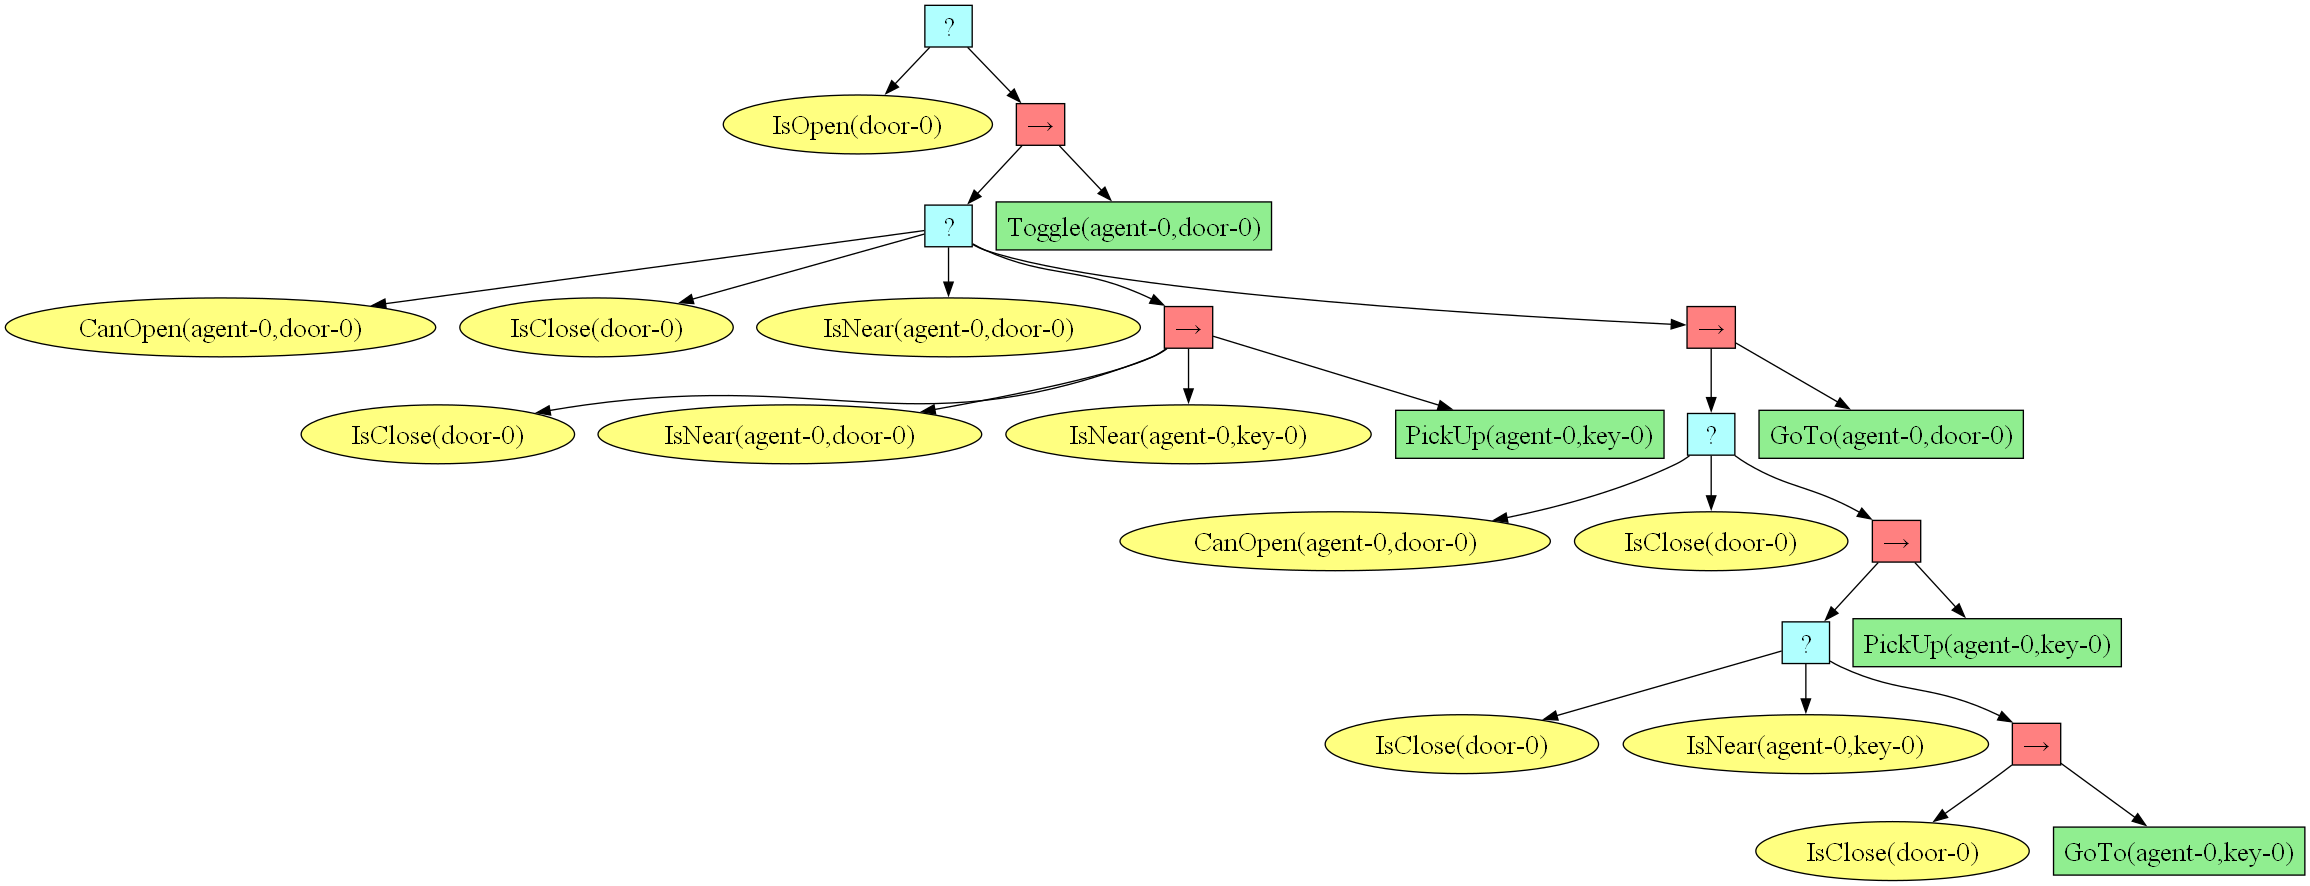 ?
IsOpen(door-0)
→
?
Toggle(agent-0,door-0)
CanOpen(agent-0,door-0)
IsClose(door-0)
IsNear(agent-0,door-0)
→
→
IsClose(door-0)
IsNear(agent-0,door-0)
IsNear(agent-0,key-0)
PickUp(agent-0,key-0)
?
GoTo(agent-0,door-0)
CanOpen(agent-0,door-0)
IsClose(door-0)
→
?
PickUp(agent-0,key-0)
IsClose(door-0)
IsNear(agent-0,key-0)
→
IsClose(door-0)
GoTo(agent-0,key-0)